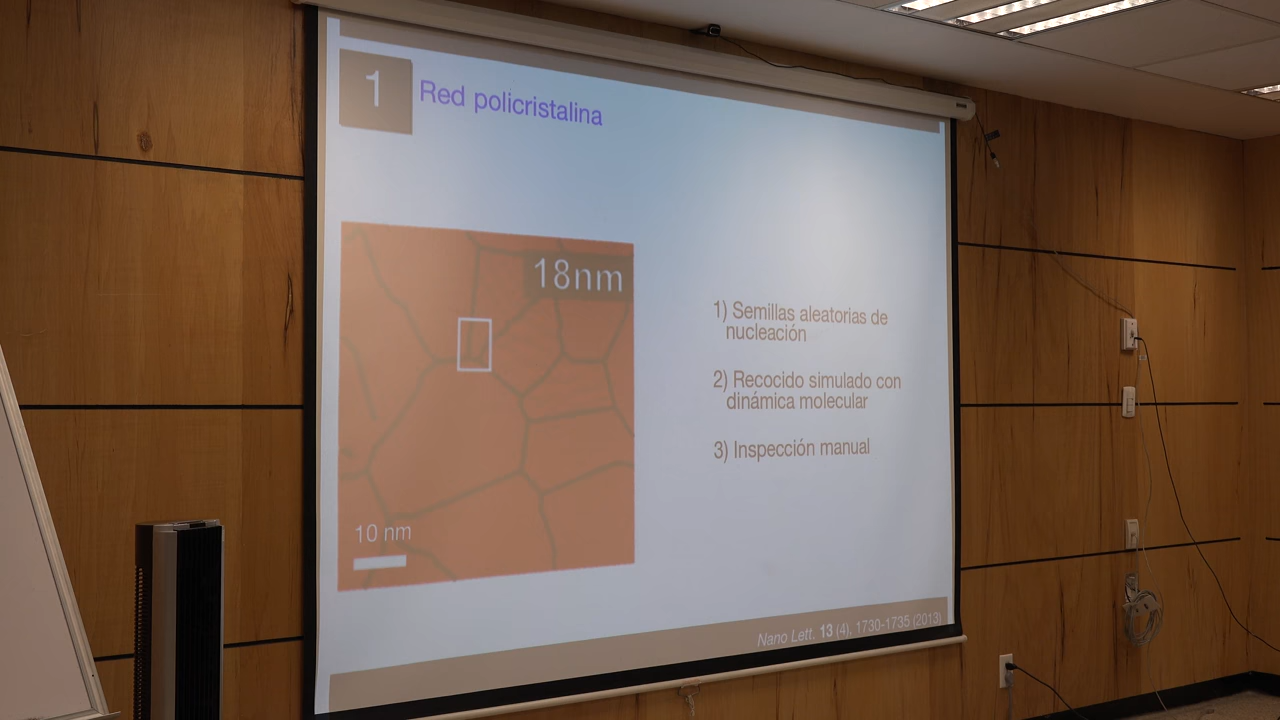 1
Red policristalina
18nm
10 nm
1) Semillas aleatorias de
nucleación
2) Recocido simulado con
dinámica molecular
3) Inspección manual
Nano Lett. 13 (4), 1730-1735 (2013)